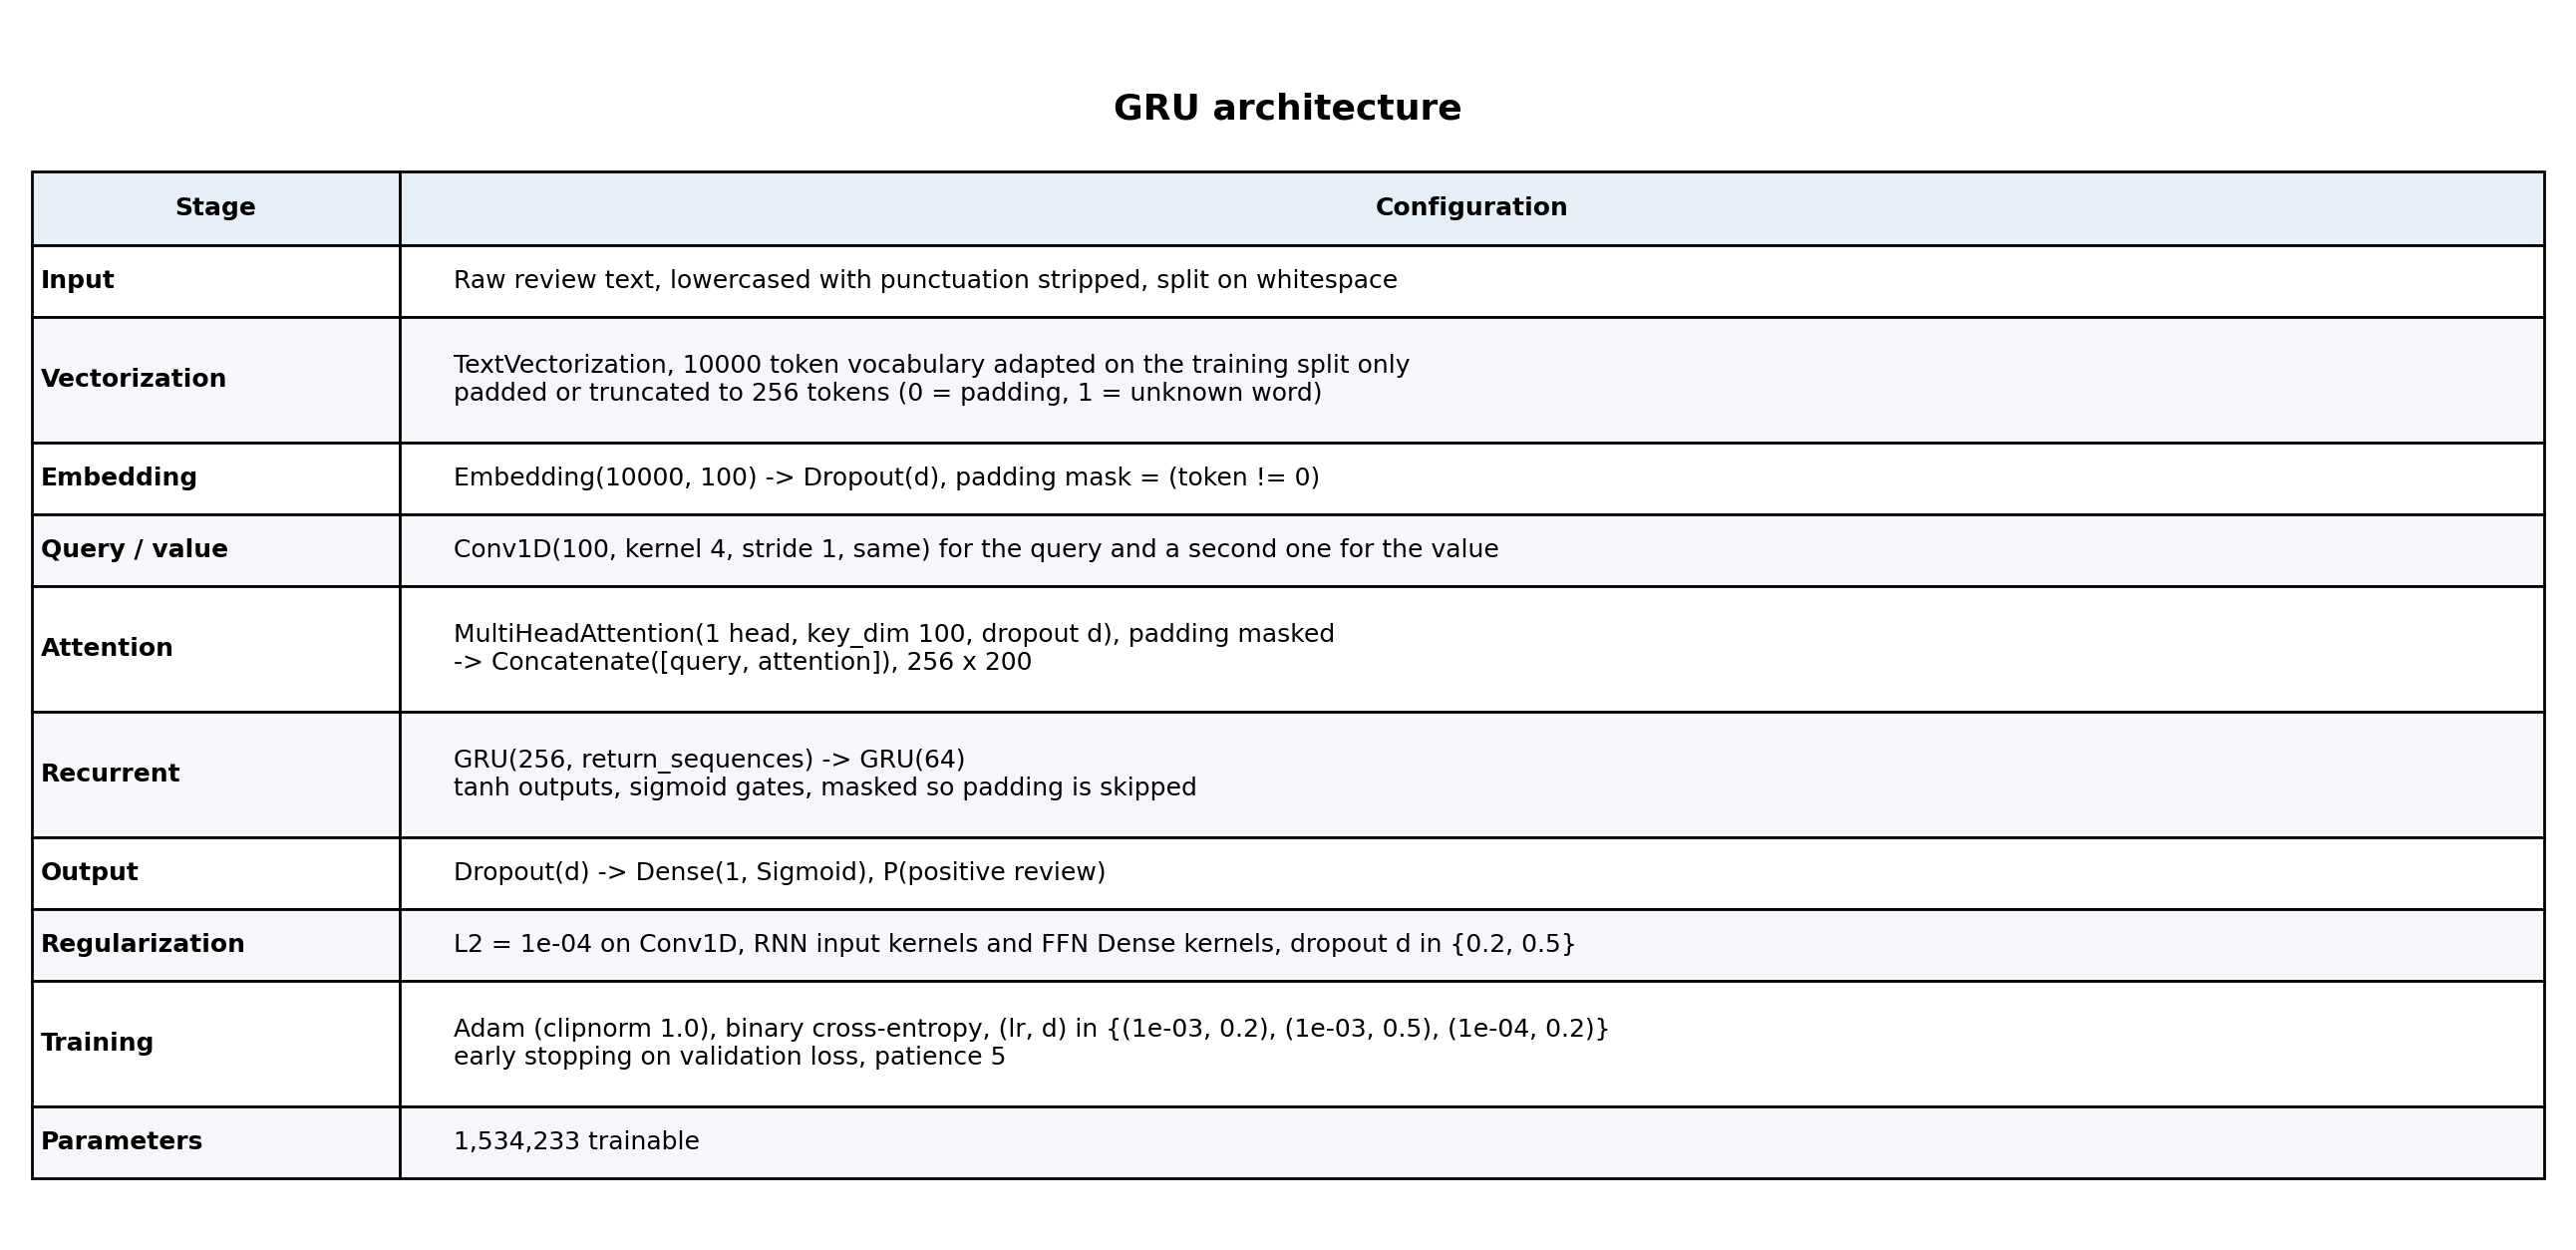 GRU architecture
Stage
Configuration
Input
Raw review text, lowercased with punctuation stripped, split on whitespace
Vectorization
TextVectorization, 10000 token vocabulary adapted on the training split only
padded or truncated to 256 tokens (0 = padding, 1 = unknown word)
Embedding
Embedding(10000, 100) -> Dropout(d), padding mask = (token != 0)
Query / value
Conv1D(100, kernel 4, stride 1, same) for the query and a second one for the value
Attention
MultiHeadAttention(1 head, key_dim 100, dropout d), padding masked
-> Concatenate([query, attention]), 256 x 200
Recurrent
GRU(256, return_sequences) -> GRU(64)
tanh outputs, sigmoid gates, masked so padding is skipped
Output
Dropout(d) -> Dense(1, Sigmoid), P(positive review)
Regularization
L2 = 1e-04 on Conv1D, RNN input kernels and FFN Dense kernels, dropout d in {0.2, 0.5}
Training
Adam (clipnorm 1.0), binary cross-entropy, (lr, d) in {(1e-03, 0.2), (1e-03, 0.5), (1e-04, 0.2)}
early stopping on validation loss, patience 5
Parameters
1,534,233 trainable